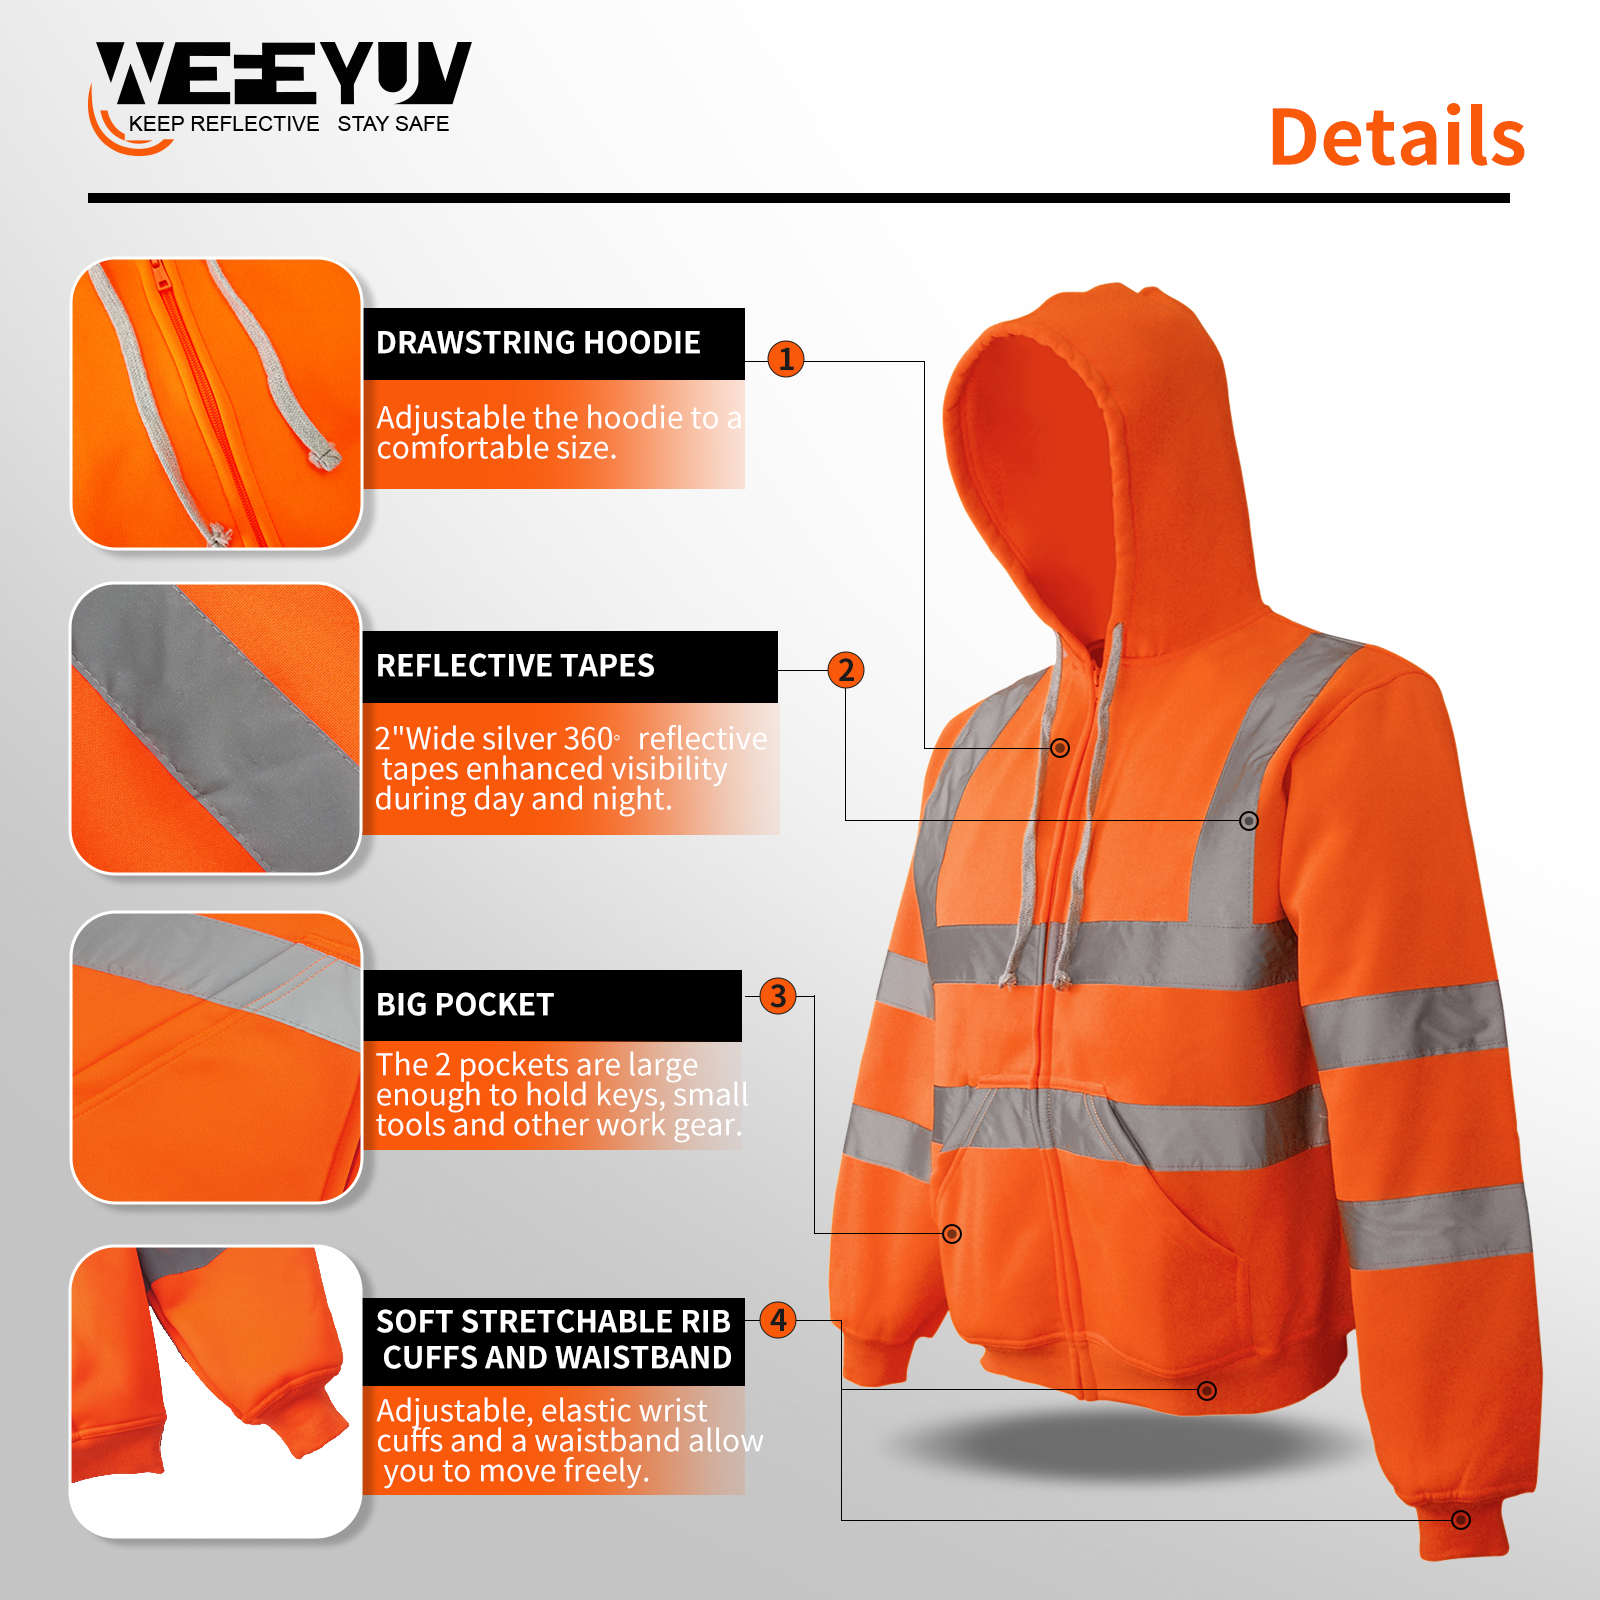 WEFEYUV
KEEP REFLECTIVE STAY SAFE
Details
DRAWSTRING HOODIE
1
Adjustable the hoodie to a
comfortable size.
REFLECTIVE TAPES
2
2"Wide silver 360° reflective
tapes enhanced visibility
during day and night.
BIG POCKET
3
The 2 pockets are large
enough to hold keys, small
tools and other work gear.
SOFT STRETCHABLE RIB
CUFFS AND WAISTBAND
4
Adjustable, elastic wrist
cuffs and a waistband allow
you to move freely.